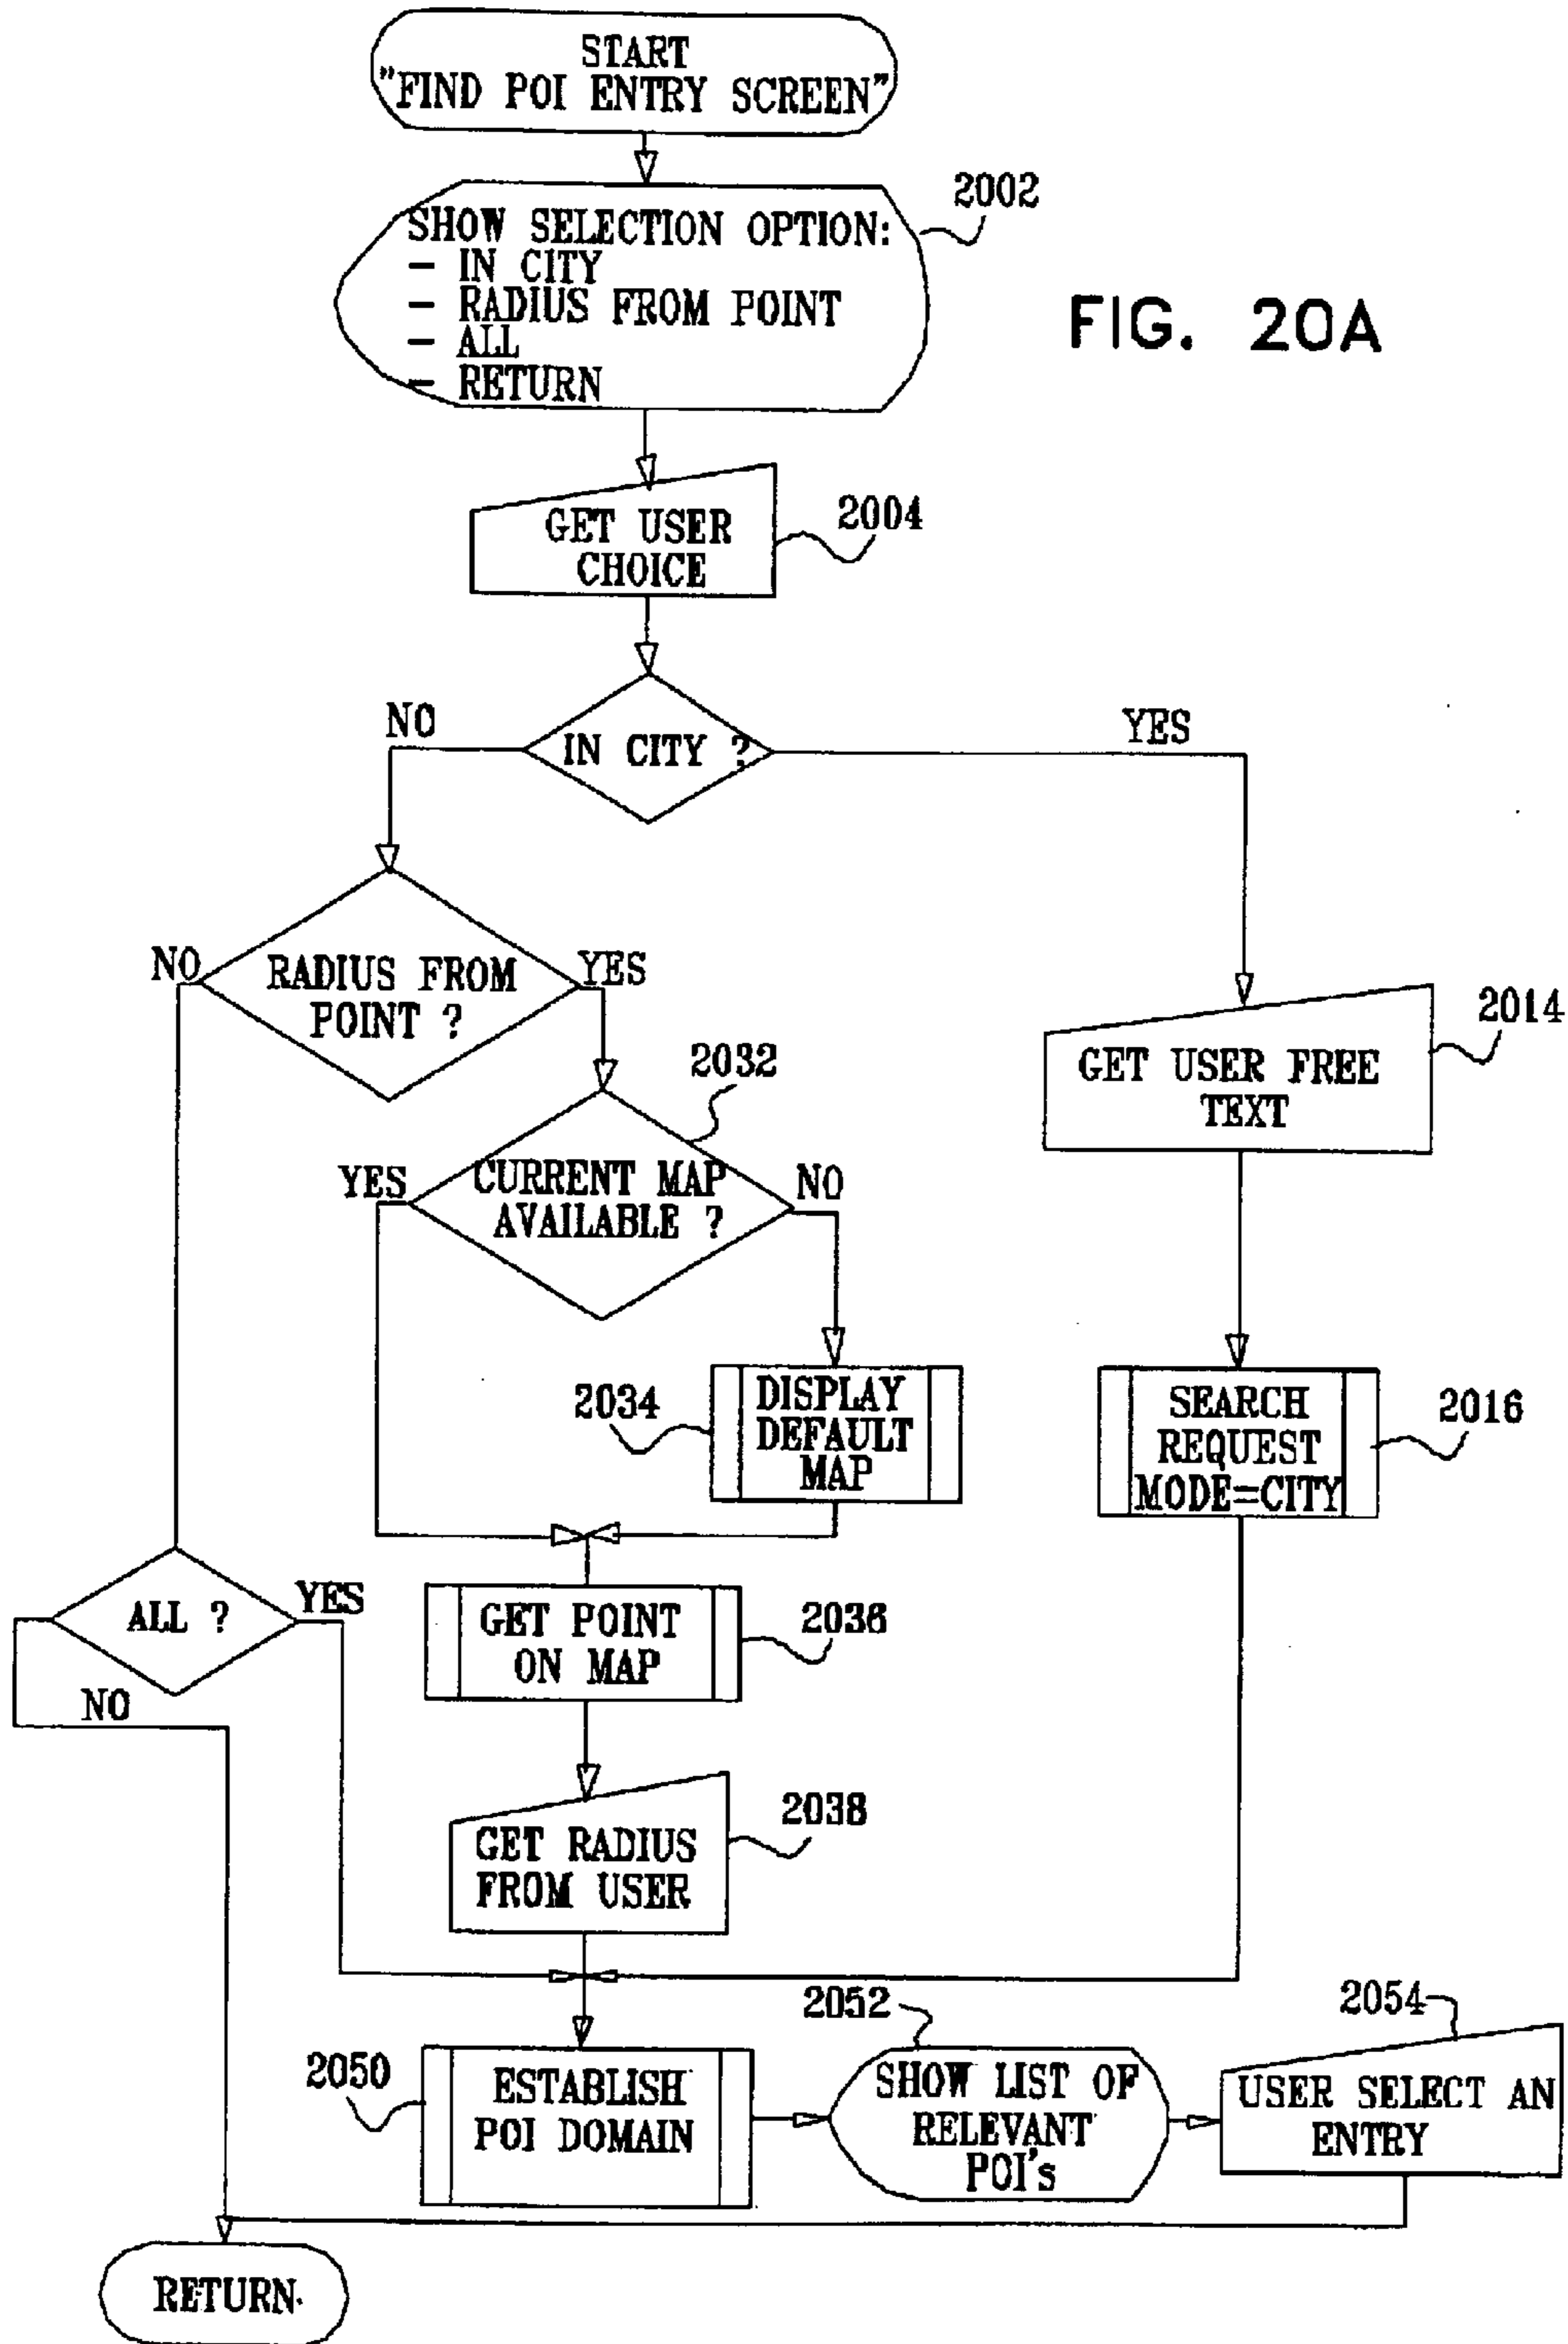 START
"FIND POI ENTRY SCREEN"
2002
SHOW SELECTION OPTION:
- IN CITY
- RADIUS FROM POINT
- ALL
- RETURN
FIG. 20A
2004
GET USER
CHOICE
NO
IN CITY ?
YES
NO
RADIUS FROM
POINT ?
YES
2014
GET USER FREE
TEXT
2032
YES
CURRENT MAP
AVAILABLE ?
NO
2034
DISPLAY
DEFAULT
MAP
SEARCH
REQUEST
MODE=CITY
2016
ALL ?
YES
NO
GET POINT
ON MAP
2036
2038
GET RADIUS
FROM USER
2050
ESTABLISH
POI DOMAIN
2052
SHOW LIST OF
RELEVANT
POI's
2054
USER SELECT AN
ENTRY
RETURN